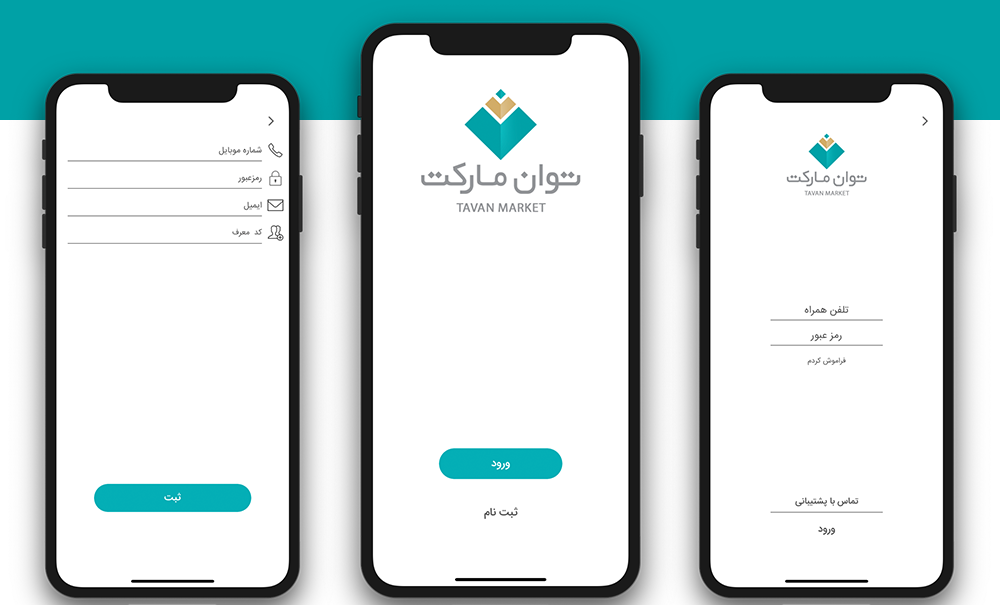 شماره موبایل
رمزعبور
ایمیل
کد معرف
ثبت
توان مارکت
TAVAN MARKET
ورود
ثبت نام
توان مارکت
TAVAN MARKET
تلفن همراه
رمز عبور
فراموش کردم
تماس با پشتیبانی
ورود